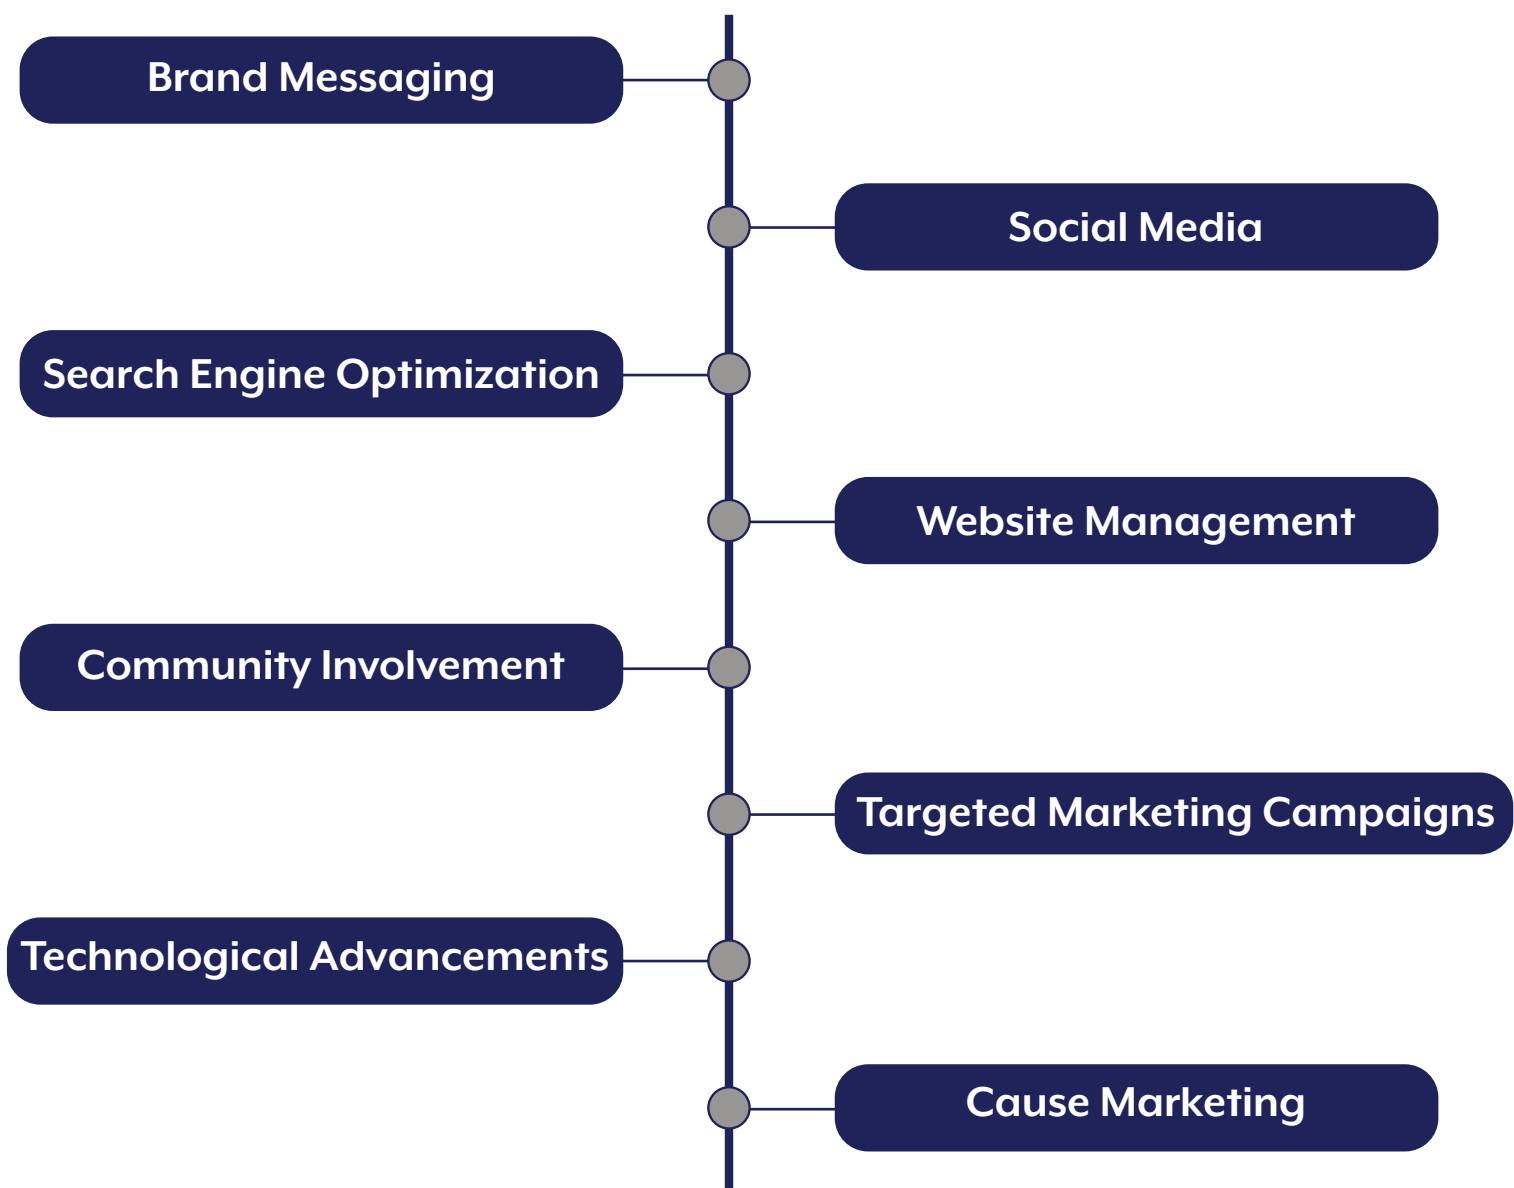 Brand Messaging
Social Media
Search Engine Optimization
Website Management
Community Involvement
Targeted Marketing Campaigns
Technological Advancements
Cause Marketing